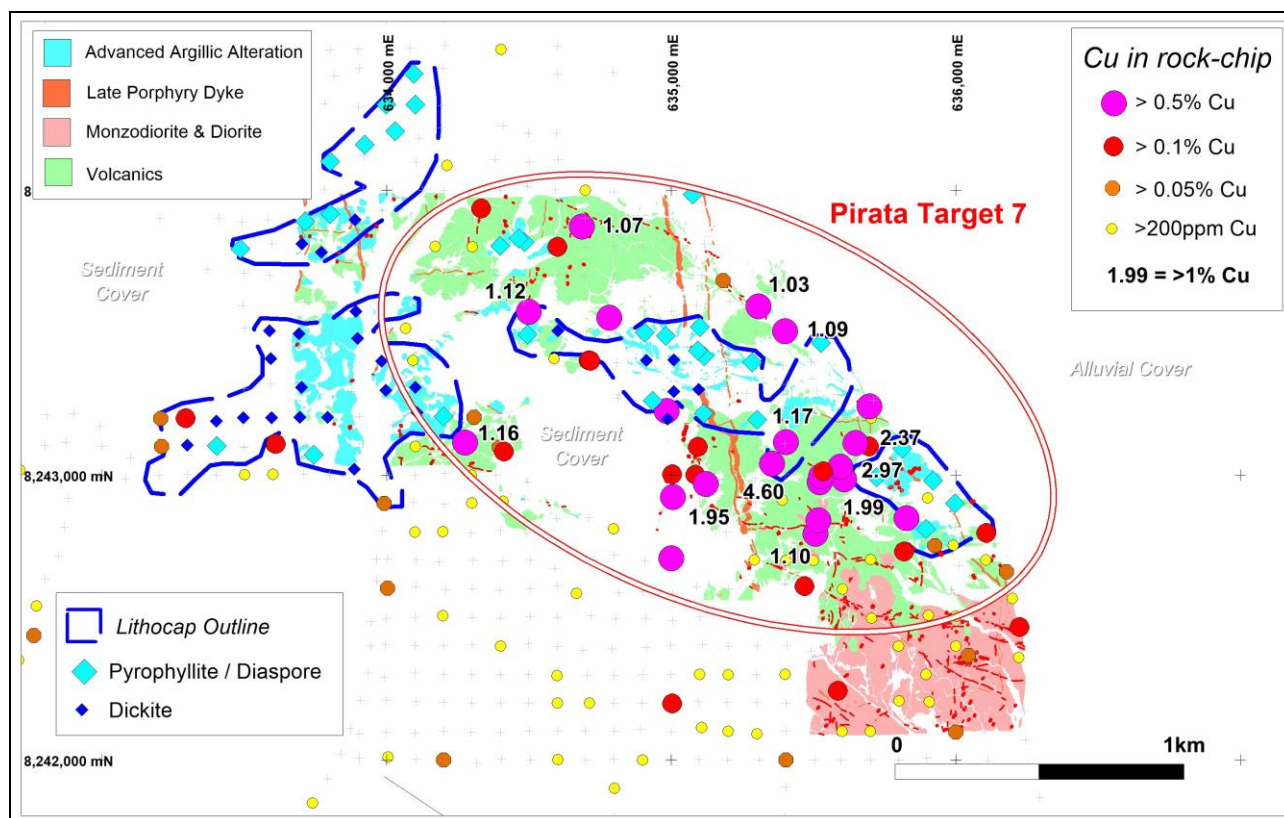 Advanced Argillic Alteration
Late Porphyry Dyke
Monzodiorite & Diorite
Volcanics
634,000 mE
635,000 mE
636,000 mE
Cu in rock-chip
> 0.5% Cu
> 0.1% Cu
> 0.05% Cu
>200ppm Cu
1.99 = >1% Cu
Pirata Target 7
Sediment
Cover
Alluvial Cover
Sediment
Cover
1.07
1.12
1.03
1.09
1.16
1.17
2.37
2.97
4.60
1.99
1.95
1.10
8,243,000 mN
Lithocap Outline
Pyrophyllite / Diaspore
Dickite
8,242,000 mN
0
1km